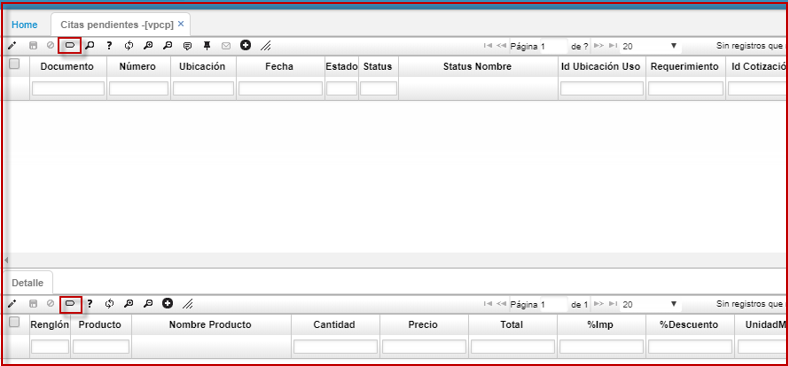 Home Citas pendientes -[vpcp] ×
? Página 1 de ? 20 Sin registros que
Documento Número Ubicación Fecha Estado Status Status Nombre Id Ubicación Uso Requerimiento Id Cotizació
Detalle
? Página 1 de 1 20 Sin registros que
Renglón Producto Nombre Producto Cantidad Precio Total %Imp %Descuento UnidadM